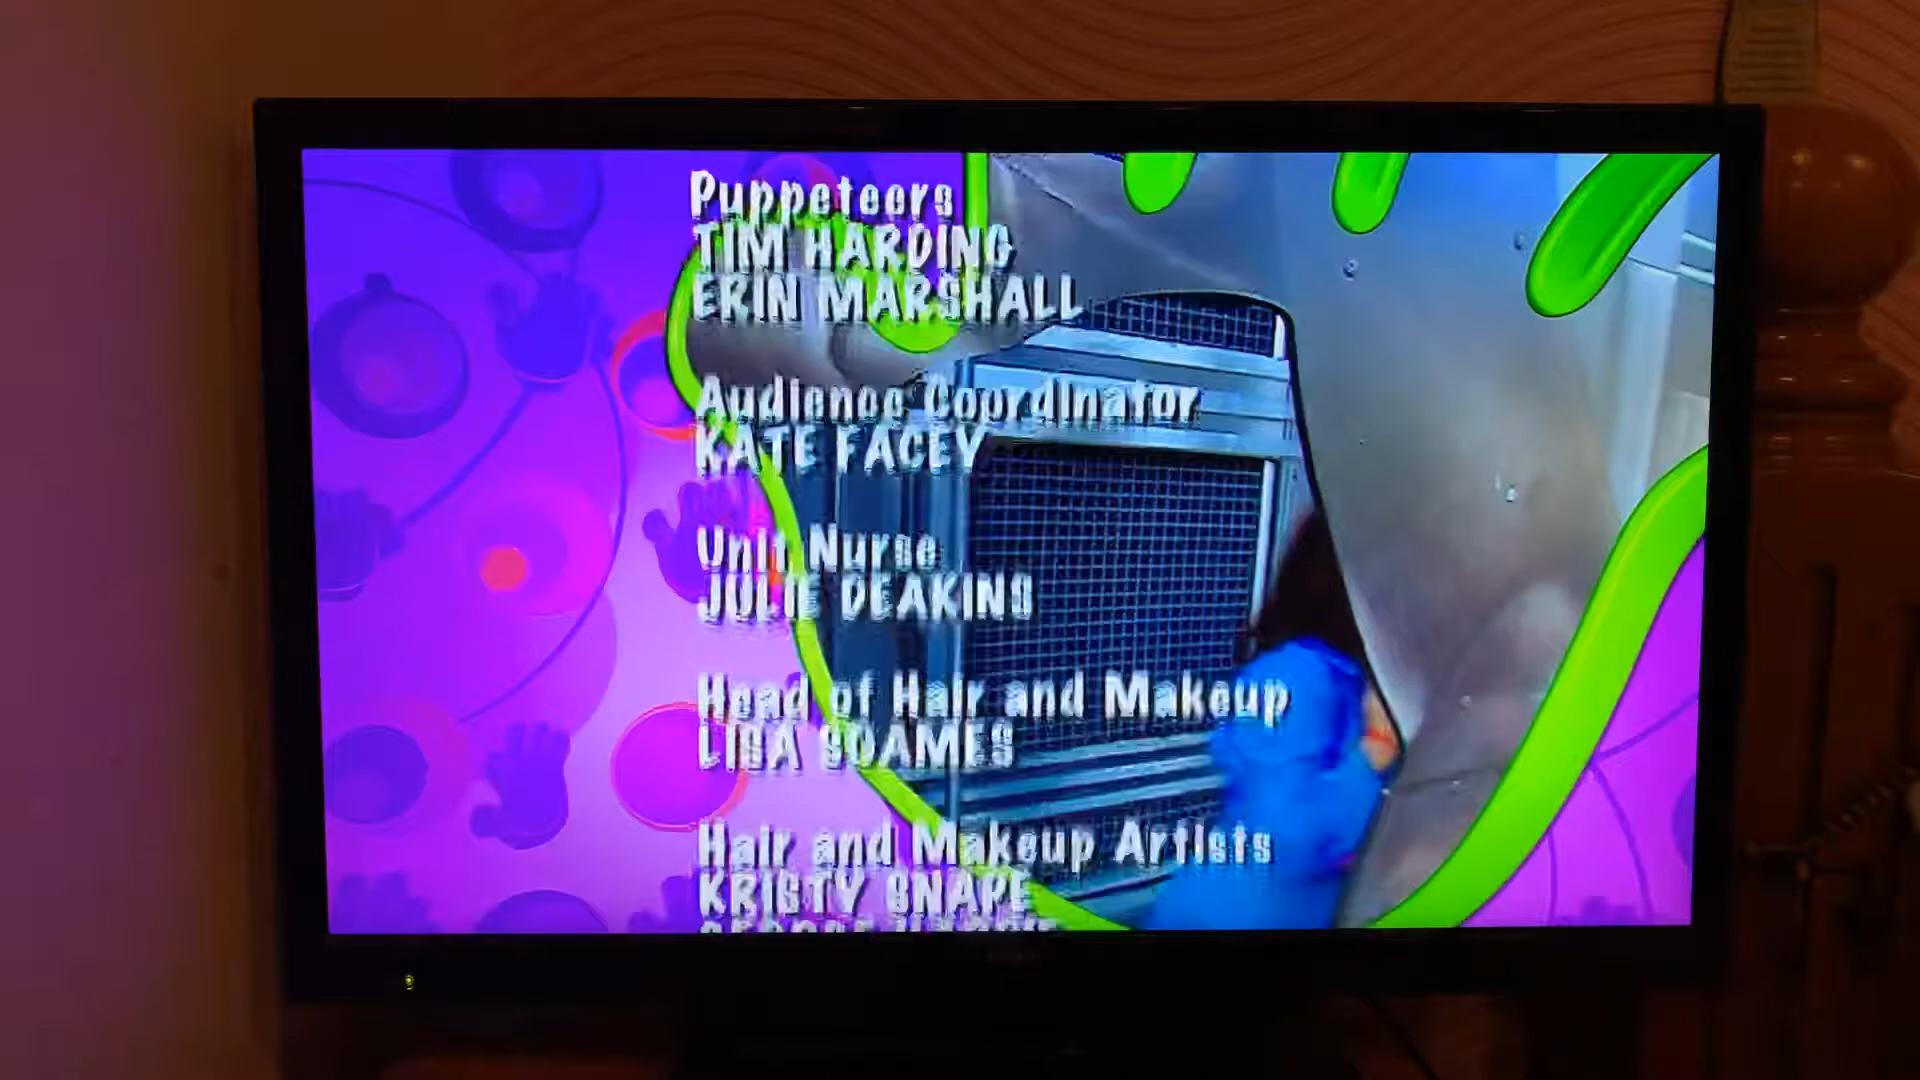 Puppeteers
TIM HARDING
ERIN MARSHALL
Audience Coordinator
KATE FACEY
Unit Nurse
JULIE DEAKINS
Head of Hair and Makeup
LISA SOAMES
Hair and Makeup Artists
KRISTY SNAPE